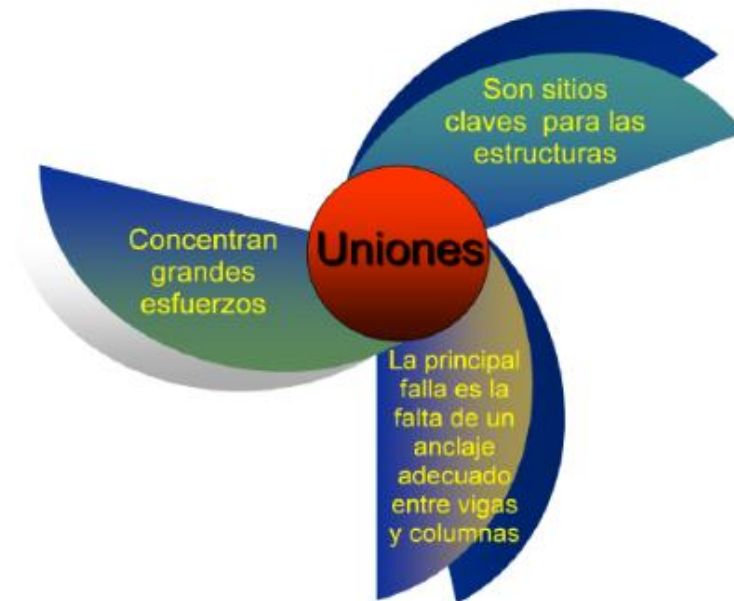 Son sitios
claves para las
estructuras
Concentran
grandes
esfuerzos
Uniones
La principal
falla es la
falta de un
anclaje
adecuado
entre vigas
y columnas